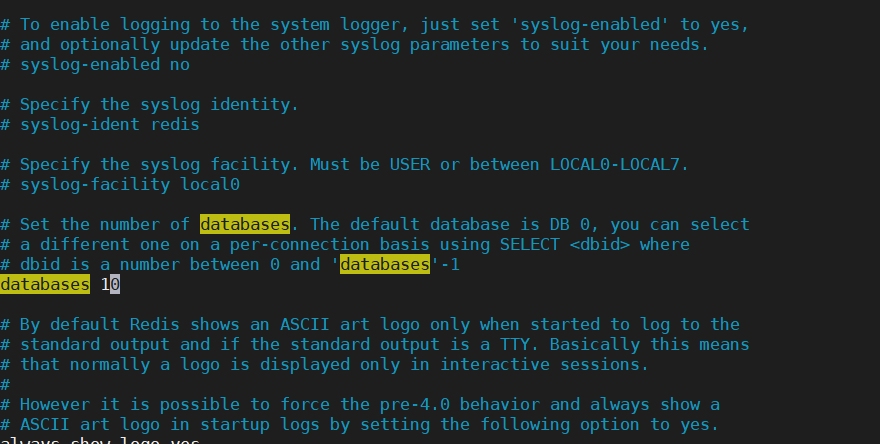 # To enable logging to the system logger, just set 'syslog-enabled' to yes,
# and optionally update the other syslog parameters to suit your needs.
# syslog-enabled no
# Specify the syslog identity.
# syslog-ident redis
# Specify the syslog facility. Must be USER or between LOCAL0-LOCAL7.
# syslog-facility local0
# Set the number of databases. The default database is DB 0, you can select
# a different one on a per-connection basis using SELECT <dbid> where
# dbid is a number between 0 and 'databases'-1
databases 10
# By default Redis shows an ASCII art logo only when started to log to the
# standard output and if the standard output is a TTY. Basically this means
# that normally a logo is displayed only in interactive sessions.
#
# However it is possible to force the pre-4.0 behavior and always show a
# ASCII art logo in startup logs by setting the following option to yes.
always-show-logo yes